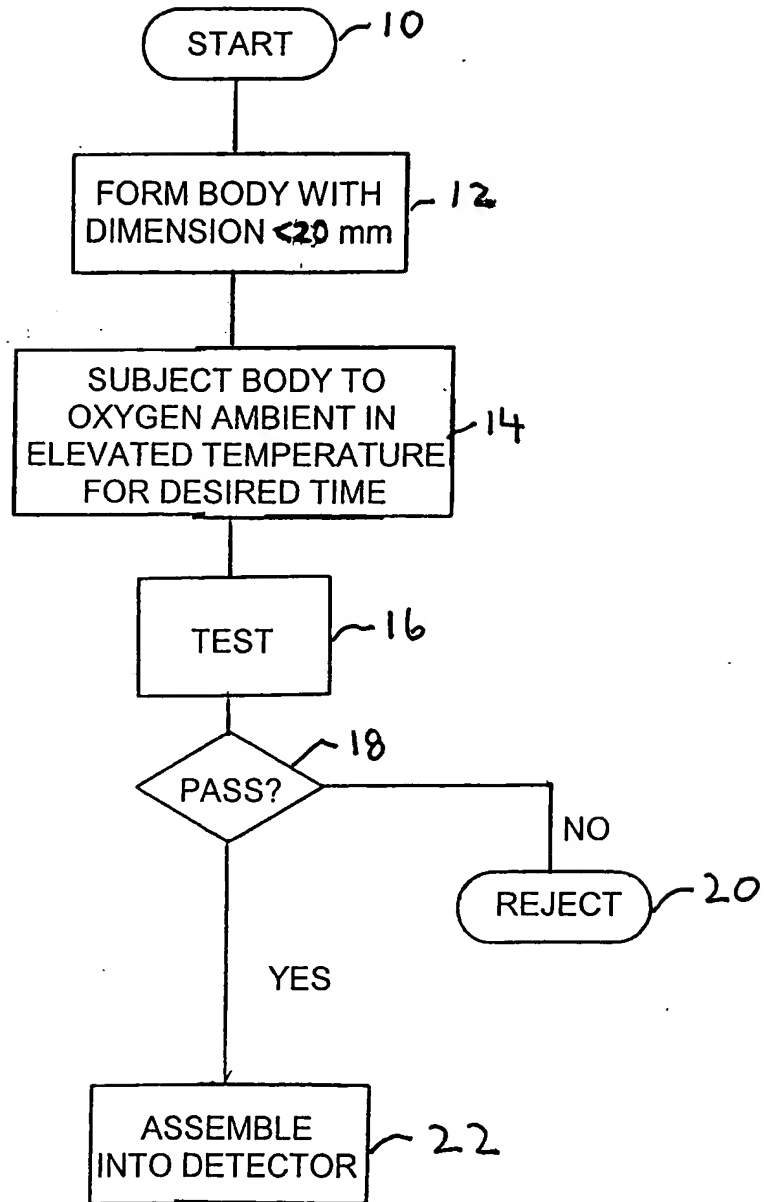 START
10
FORM BODY WITH
DIMENSION <20 mm
12
SUBJECT BODY TO
OXYGEN AMBIENT IN
ELEVATED TEMPERATURE
FOR DESIRED TIME
14
TEST
16
PASS?
18
NO
REJECT
20
YES
ASSEMBLE
INTO DETECTOR
22